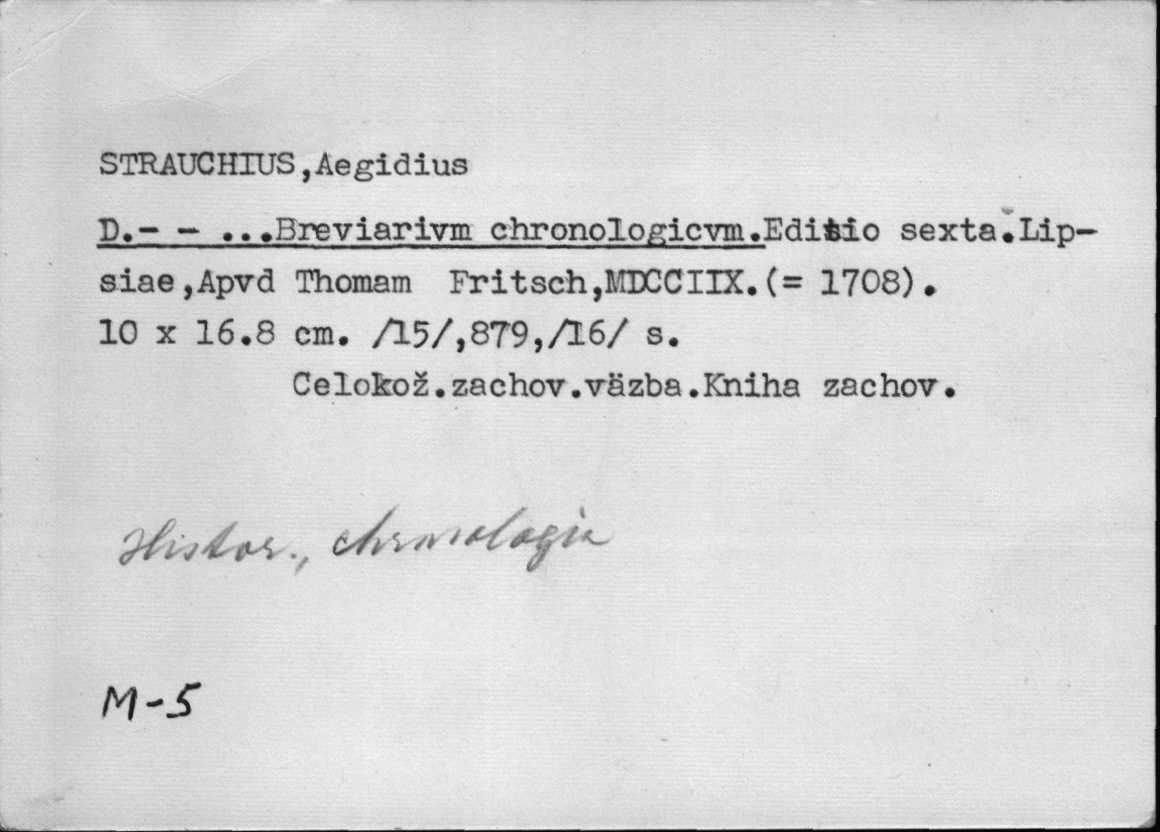 STRAUCHIUS,Aegidius
D.- - ...Breviarivm chronologicvm.Editio sexta.Lip-
siae,Apvd Thomam Fritsch,MDCCIIX.(= 1708).
10 x 16.8 cm. /15/,879,/16/ s.
Celokož.zachov.väzba.Kniha zachov.
Histor., chronologia
M-5